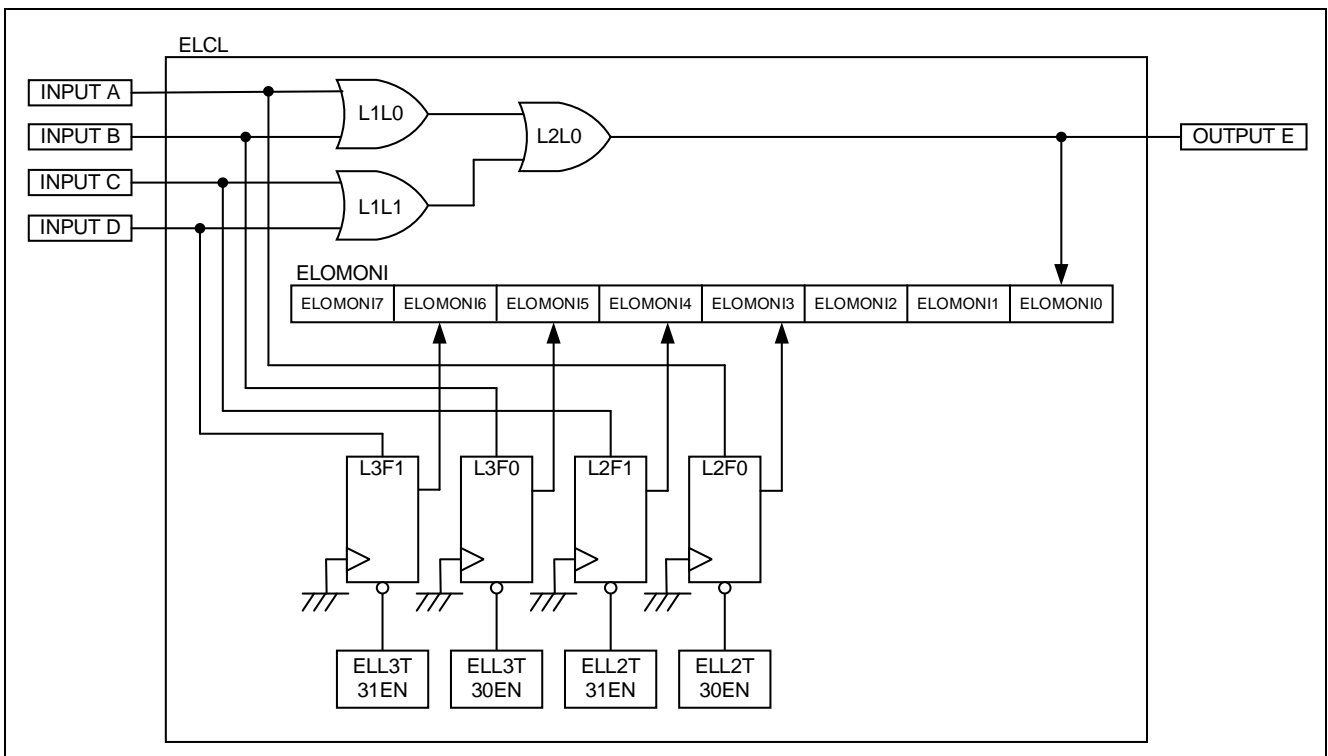 ELCL
INPUT A
INPUT B
INPUT C
INPUT D
L1L0
L1L1
L2L0
OUTPUT E
ELOMONI
ELOMONI7 ELOMONI6 ELOMONI5 ELOMONI4 ELOMONI3 ELOMONI2 ELOMONI1 ELOMONI0
L3F1 L3F0 L2F1 L2F0
ELL3T
31EN
ELL3T
30EN
ELL2T
31EN
ELL2T
30EN